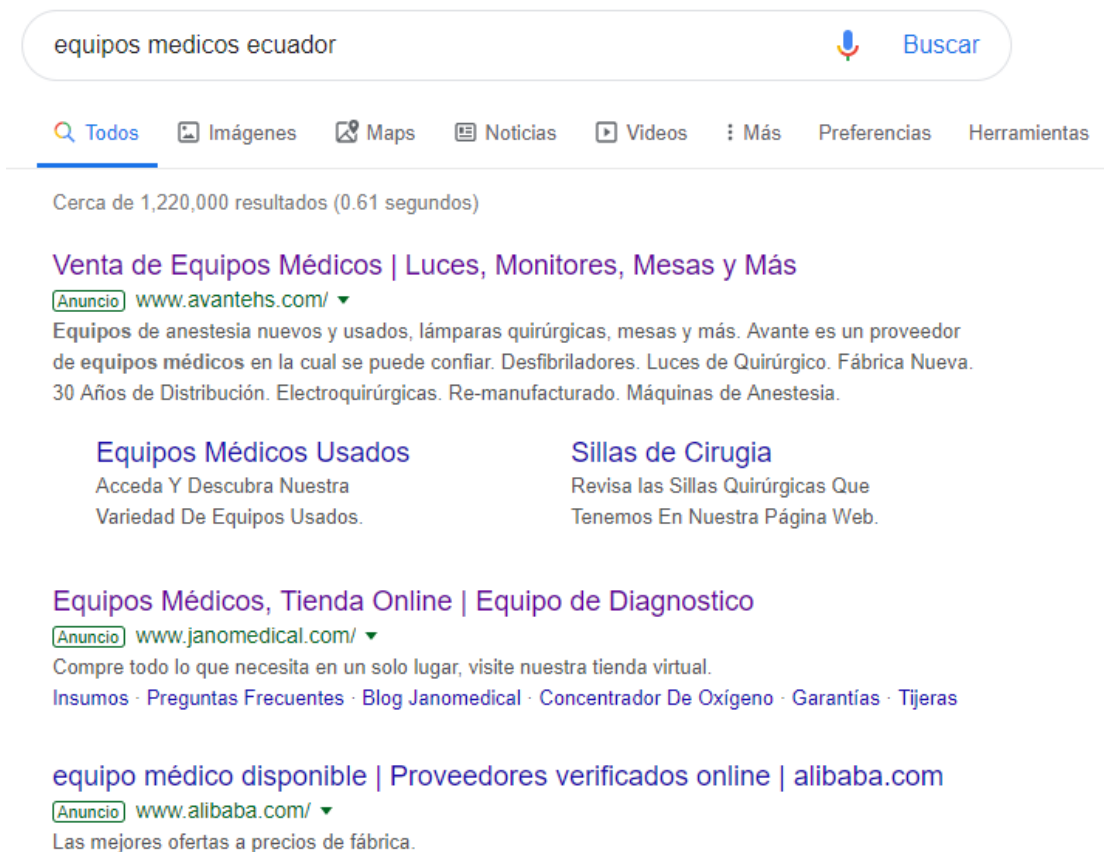 equipos medicos ecuador Buscar
Todos Imágenes Maps Noticias Videos Más Preferencias Herramientas
Cerca de 1,220,000 resultados (0.61 segundos)
Venta de Equipos Médicos | Luces, Monitores, Mesas y Más
Anuncio www.avantehs.com/
Equipos de anestesia nuevos y usados, lámparas quirúrgicas, mesas y más. Avante es un proveedor
de equipos médicos en la cual se puede confiar. Desfibriladores. Luces de Quirúrgico. Fábrica Nueva.
30 Años de Distribución. Electroquirúrgicas. Re-manufacturado. Máquinas de Anestesia.
Equipos Médicos Usados
Acceda Y Descubra Nuestra
Variedad De Equipos Usados.
Sillas de Cirugia
Revisa las Sillas Quirúrgicas Que
Tenemos En Nuestra Página Web.
Equipos Médicos, Tienda Online | Equipo de Diagnostico
Anuncio www.janomedical.com/
Compre todo lo que necesita en un solo lugar, visite nuestra tienda virtual.
Insumos · Preguntas Frecuentes · Blog Janomedical · Concentrador De Oxígeno · Garantías · Tijeras
equipo médico disponible | Proveedores verificados online | alibaba.com
Anuncio www.alibaba.com/
Las mejores ofertas a precios de fábrica.